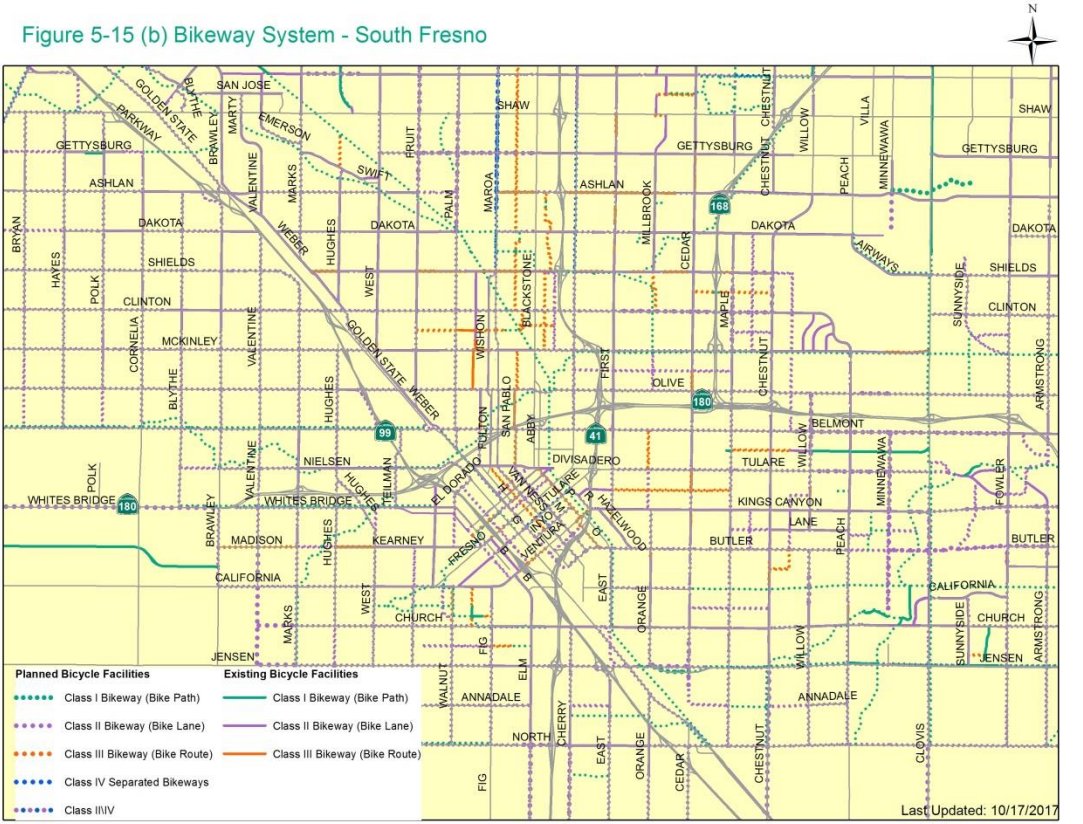 Figure 5-15 (b) Bikeway System - South Fresno
N
SAN JOSE
GOLDEN STATE
BLYTHE
MARTY
EMERSON
PARKWAY
BRAWLEY
GETTYSBURG
FRUIT
SHAW
CHESTNUT
WILLOW
VILLA
MINNEWAWA
SHAW
GETTYSBURG
GETTYSBURG
SWIFT
VALENTINE
MARKS
ASHLAN
PALM
MAROA
ASHLAN
MILLBROOK
CHESTNUT
PEACH
168
BRYAN
DAKOTA
WEBER
HUGHES
DAKOTA
CEDAR
DAKOTA
DAKOTA
AIRWAYS
HAYES
SHIELDS
POLK
WEST
BLACKSTONE
SUNNYSIDE
SHIELDS
CLINTON
MAPLE
CLINTON
CORNELIA
MCKINLEY
VALENTINE
GOLDEN STATE
WISHON
FIRST
CHESTNUT
ARMSTRONG
BLYTHE
HUGHES
WEBER
SAN PABLO
OLIVE
180
FULTON
ABBY
BELMONT
99
41
WILLOW
MINNEWAWA
NIELSEN
TEILMAN
EL DORADO
DIVISADERO
TULARE
FOWLER
POLK
VALENTINE
HUGHES
VAN NESS
TULARE
WHITES BRIDGE
180
BRAWLEY
WHITES BRIDGE
H
G
INYO
M
P
R
HAZELWOOD
KINGS CANYON
LANE
PEACH
MADISON
HUGHES
KEARNEY
FRESNO
VENTURA
O
BUTLER
BUTLER
B
B
CALIFORNIA
WEST
EAST
ORANGE
CALIFORNIA
MARKS
CHURCH
FIG
WILLOW
SUNNYSIDE
CHURCH
ARMSTRONG
JENSEN
ELM
JENSEN
WALNUT
ANNADALE
CHERRY
ANNADALE
NORTH
EAST
ORANGE
CEDAR
CHESTNUT
CLOVIS
FIG
Planned Bicycle Facilities
Class I Bikeway (Bike Path)
Class II Bikeway (Bike Lane)
Class III Bikeway (Bike Route)
Class IV Separated Bikeways
Class II\IV
Existing Bicycle Facilities
Class I Bikeway (Bike Path)
Class II Bikeway (Bike Lane)
Class III Bikeway (Bike Route)
Last Updated: 10/17/2017